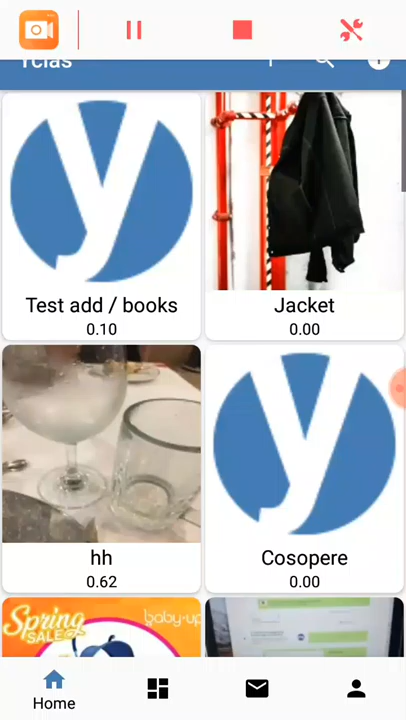 Yclas
Test add / books
0.10
Jacket
0.00
hh
0.62
Cosopere
0.00
Spring
SALE
baby-up
Home